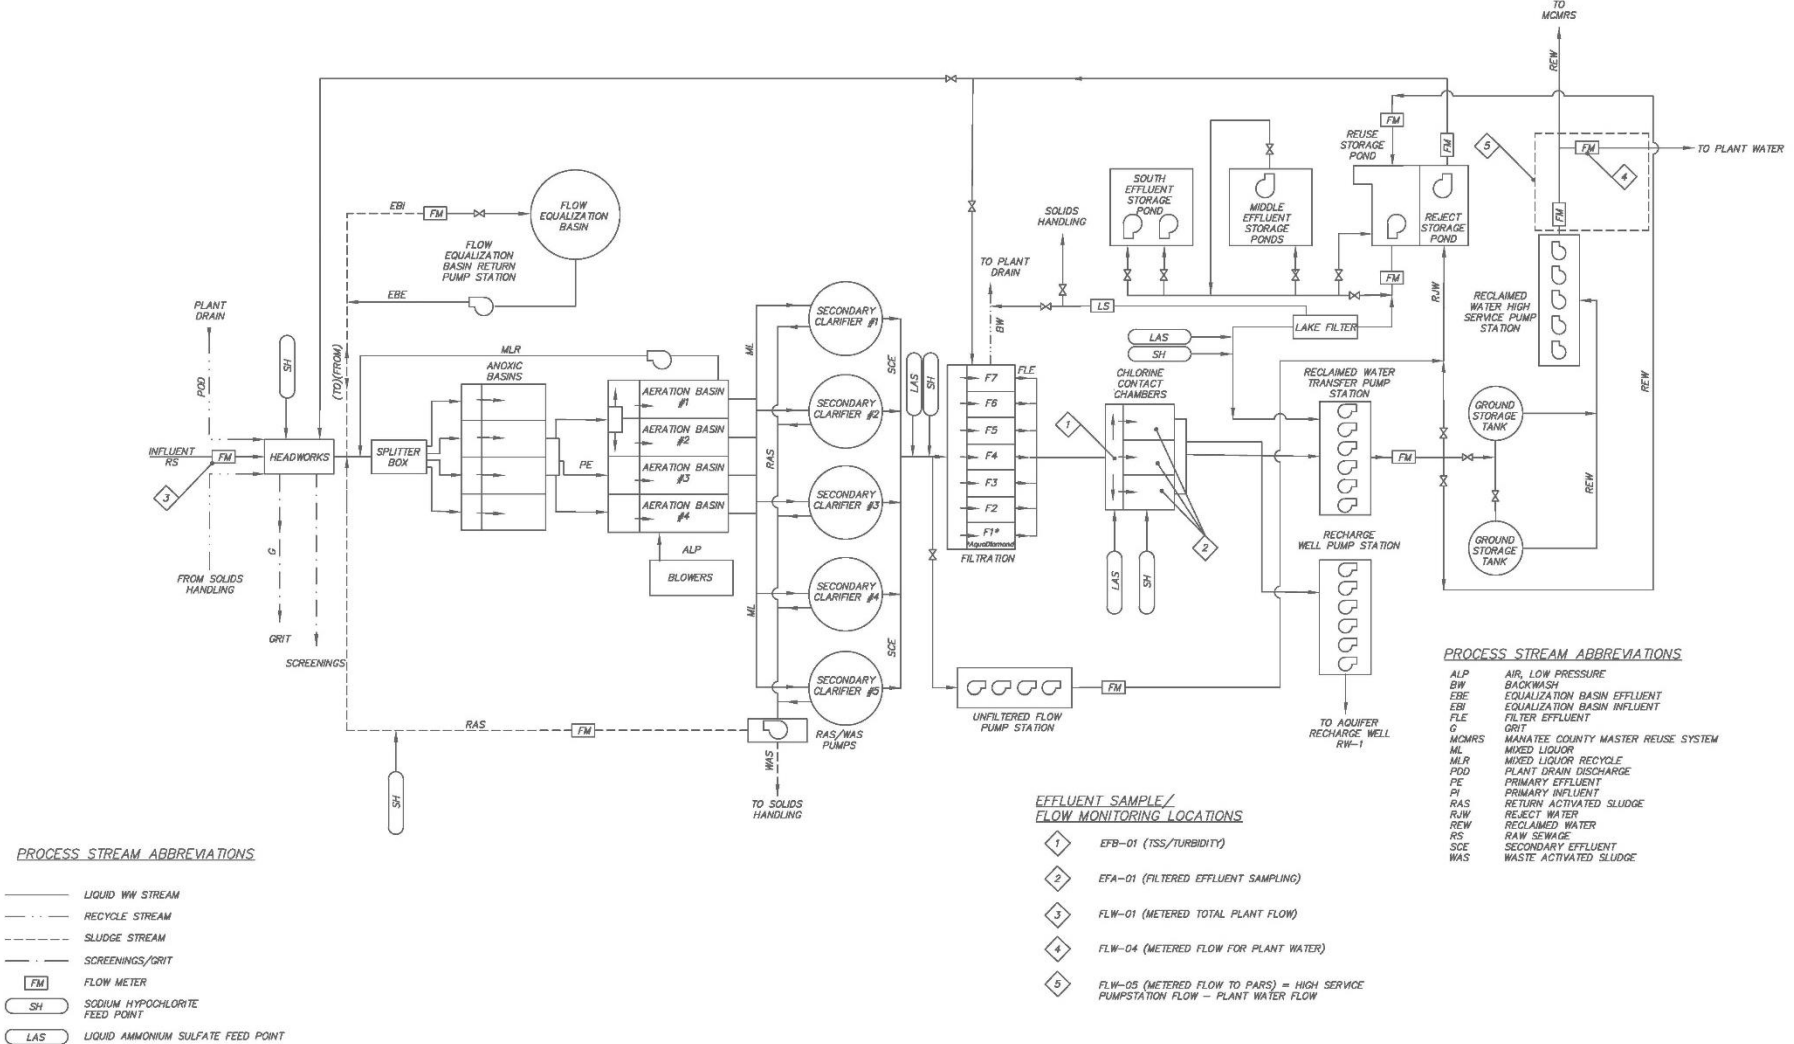 TO
MCMRS
REW
5
FM
TO PLANT WATER
4
FM
REUSE
STORAGE
POND
FM
FM
SOUTH
EFFLUENT
STORAGE
POND
MIDDLE
EFFLUENT
STORAGE
PONDS
REJECT
STORAGE
POND
FM
RJW
RECLAIMED
WATER HIGH
SERVICE PUMP
STATION
REW
REW
SOLIDS
HANDLING
TO PLANT
DRAIN
BW
LS
LAKE FILTER
LAS
SH
EBI
FM
FLOW
EQUALIZATION
BASIN
FLOW
EQUALIZATION
BASIN RETURN
PUMP STATION
EBE
(TO)(FROM)
PLANT
DRAIN
PDD
SH
MLR
ANOXIC
BASINS
INFLUENT
RS
FM
HEADWORKS
3
SPLITTER
BOX
PE
AERATION BASIN
#1
AERATION BASIN
#2
AERATION BASIN
#3
AERATION BASIN
#4
ALP
BLOWERS
ML
RAS
ML
SECONDARY
CLARIFIER #1
SECONDARY
CLARIFIER #2
SECONDARY
CLARIFIER #3
SECONDARY
CLARIFIER #4
SECONDARY
CLARIFIER #5
SCE
SCE
LAS
SH
F7
F6
F5
F4
F3
F2
F1*
*AquaDiamond
FLE
FILTRATION
CHLORINE
CONTACT
CHAMBERS
1
2
LAS
SH
RECLAIMED WATER
TRANSFER PUMP
STATION
FM
GROUND
STORAGE
TANK
GROUND
STORAGE
TANK
RECHARGE
WELL PUMP STATION
TO AQUIFER
RECHARGE WELL
RW-1
UNFILTERED FLOW
PUMP STATION
FM
FROM SOLIDS
HANDLING
G
GRIT
SCREENINGS
RAS
FM
SH
RAS/WAS
PUMPS
WAS
TO SOLIDS
HANDLING
PROCESS STREAM ABBREVIATIONS
ALP AIR, LOW PRESSURE
BW BACKWASH
EBE EQUALIZATION BASIN EFFLUENT
EBI EQUALIZATION BASIN INFLUENT
FLE FILTER EFFLUENT
G GRIT
MCMRS MANATEE COUNTY MASTER REUSE SYSTEM
ML MIXED LIQUOR
MLR MIXED LIQUOR RECYCLE
PDD PLANT DRAIN DISCHARGE
PE PRIMARY EFFLUENT
PI PRIMARY INFLUENT
RAS RETURN ACTIVATED SLUDGE
RJW REJECT WATER
REW RECLAIMED WATER
RS RAW SEWAGE
SCE SECONDARY EFFLUENT
WAS WASTE ACTIVATED SLUDGE
EFFLUENT SAMPLE/
FLOW MONITORING LOCATIONS
1 EFB-01 (TSS/TURBIDITY)
2 EFA-01 (FILTERED EFFLUENT SAMPLING)
3 FLW-01 (METERED TOTAL PLANT FLOW)
4 FLW-04 (METERED FLOW FOR PLANT WATER)
5 FLW-05 (METERED FLOW TO PARS) = HIGH SERVICE
PUMPSTATION FLOW - PLANT WATER FLOW
PROCESS STREAM ABBREVIATIONS
LIQUID WW STREAM
RECYCLE STREAM
SLUDGE STREAM
SCREENINGS/GRIT
FM FLOW METER
SH SODIUM HYPOCHLORITE
FEED POINT
LAS LIQUID AMMONIUM SULFATE FEED POINT